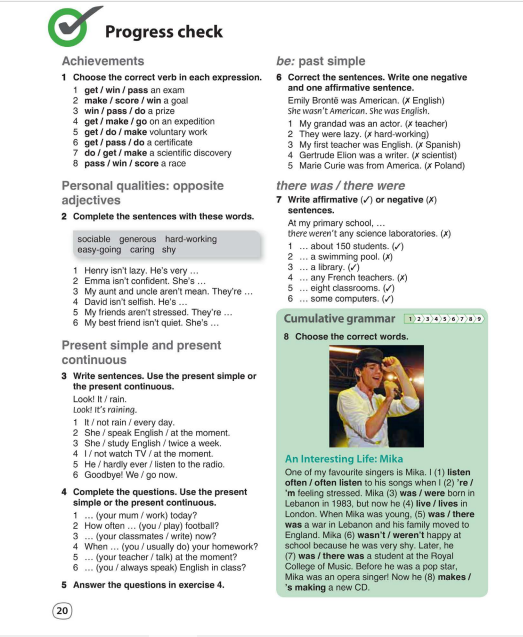 Progress check
Achievements
1 Choose the correct verb in each expression.
1 get / win / pass an exam
2 make / score / win a goal
3 win / pass / do a prize
4 get / make / go on an expedition
5 get / do / make voluntary work
6 get / pass / do a certificate
7 do / get / make a scientific discovery
8 pass / win / score a race
Personal qualities: opposite
adjectives
2 Complete the sentences with these words.
sociable generous hard-working
easy-going caring shy
1 Henry isn't lazy. He's very …
2 Emma isn't confident. She's …
3 My aunt and uncle aren't mean. They're …
4 David isn't selfish. He's …
5 My friends aren't stressed. They're …
6 My best friend isn't quiet. She's …
Present simple and present
continuous
3 Write sentences. Use the present simple or
the present continuous.
Look! It / rain.
Look! It's raining.
1 It / not rain / every day.
2 She / speak English / at the moment.
3 She / study English / twice a week.
4 I / not watch TV / at the moment.
5 He / hardly ever / listen to the radio.
6 Goodbye! We / go now.
4 Complete the questions. Use the present
simple or the present continuous.
1 … (your mum / work) today?
2 How often … (you / play) football?
3 … (your classmates / write) now?
4 When … (you / usually do) your homework?
5 … (your teacher / talk) at the moment?
6 … (you / always speak) English in class?
5 Answer the questions in exercise 4.
20
be: past simple
6 Correct the sentences. Write one negative
and one affirmative sentence.
Emily Brontë was American. (✗ English)
She wasn't American. She was English.
1 My grandad was an actor. (✗ teacher)
2 They were lazy. (✗ hard-working)
3 My first teacher was English. (✗ Spanish)
4 Gertrude Elion was a writer. (✗ scientist)
5 Marie Curie was from America. (✗ Poland)
there was / there were
7 Write affirmative (✓) or negative (✗)
sentences.
At my primary school, …
there weren't any science laboratories. (✗)
1 … about 150 students. (✓)
2 … a swimming pool. (✗)
3 … a library. (✓)
4 … any French teachers. (✗)
5 … eight classrooms. (✓)
6 … some computers. (✓)
Cumulative grammar 1 2 3 4 5 6 7 8 9
8 Choose the correct words.
An Interesting Life: Mika
One of my favourite singers is Mika. I (1) listen
often / often listen to his songs when I (2) 're /
'm feeling stressed. Mika (3) was / were born in
Lebanon in 1983, but now he (4) live / lives in
London. When Mika was young, (5) was / there
was a war in Lebanon and his family moved to
England. Mika (6) wasn't / weren't happy at
school because he was very shy. Later, he
(7) was / there was a student at the Royal
College of Music. Before he was a pop star,
Mika was an opera singer! Now he (8) makes /
's making a new CD.